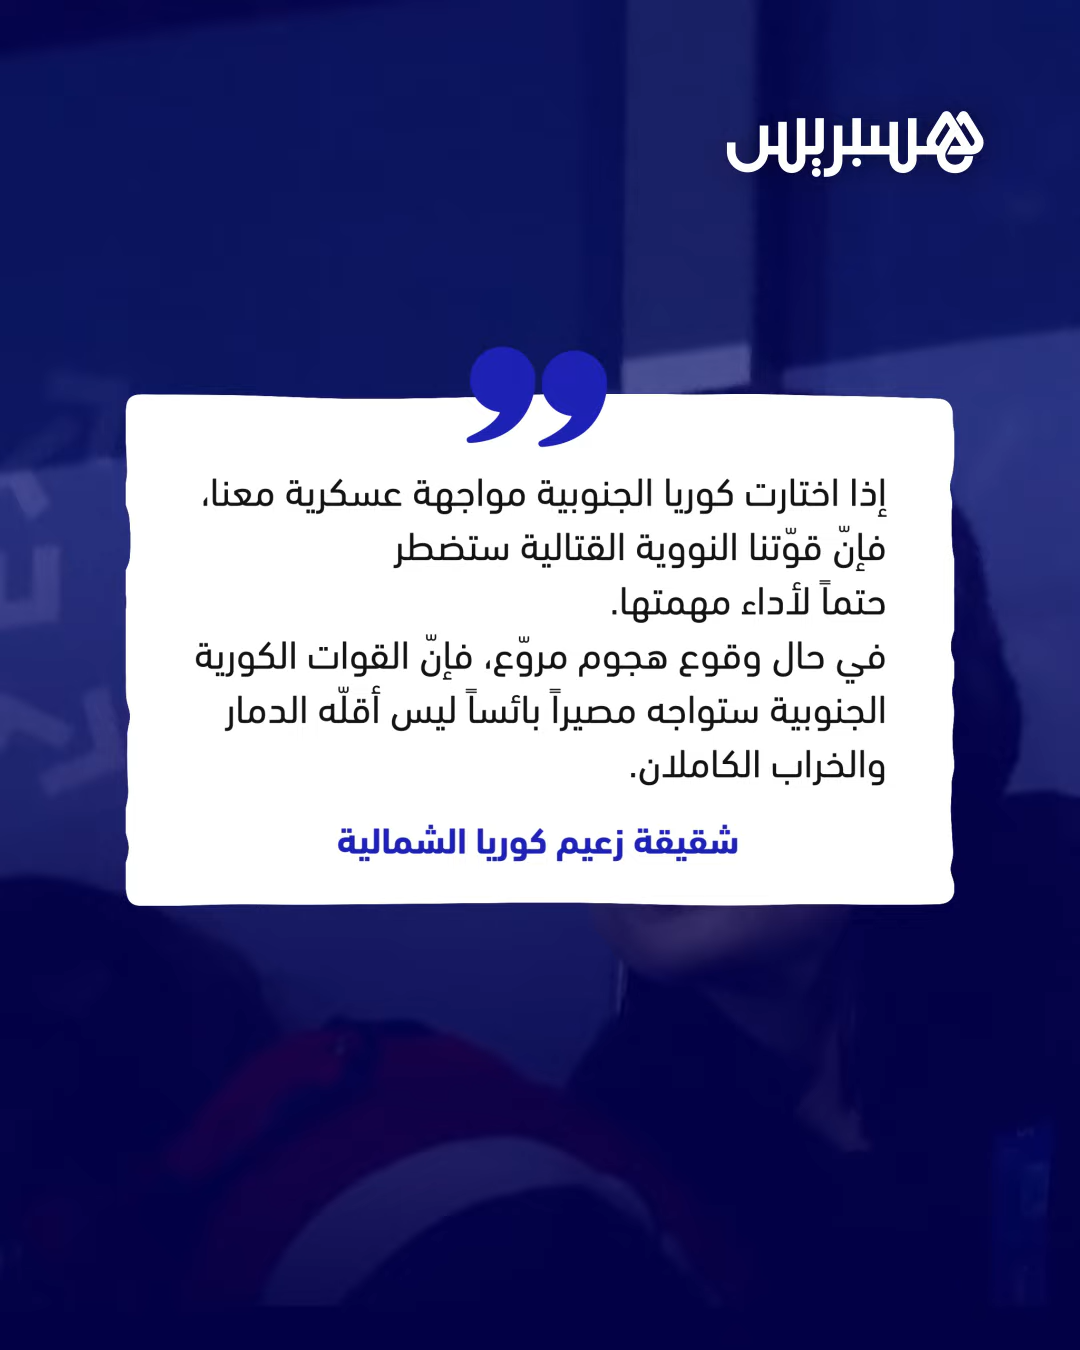 هسبريس
إذا اختارت كوريا الجنوبية مواجهة عسكرية معنا،
فإنّ قوّتنا النووية القتالية ستضطر
حتماً لأداء مهمتها.
في حال وقوع هجوم مروّع، فإنّ القوات الكورية
الجنوبية ستواجه مصيراً بائساً ليس أقلّه الدمار
والخراب الكاملان.
شقيقة زعيم كوريا الشمالية